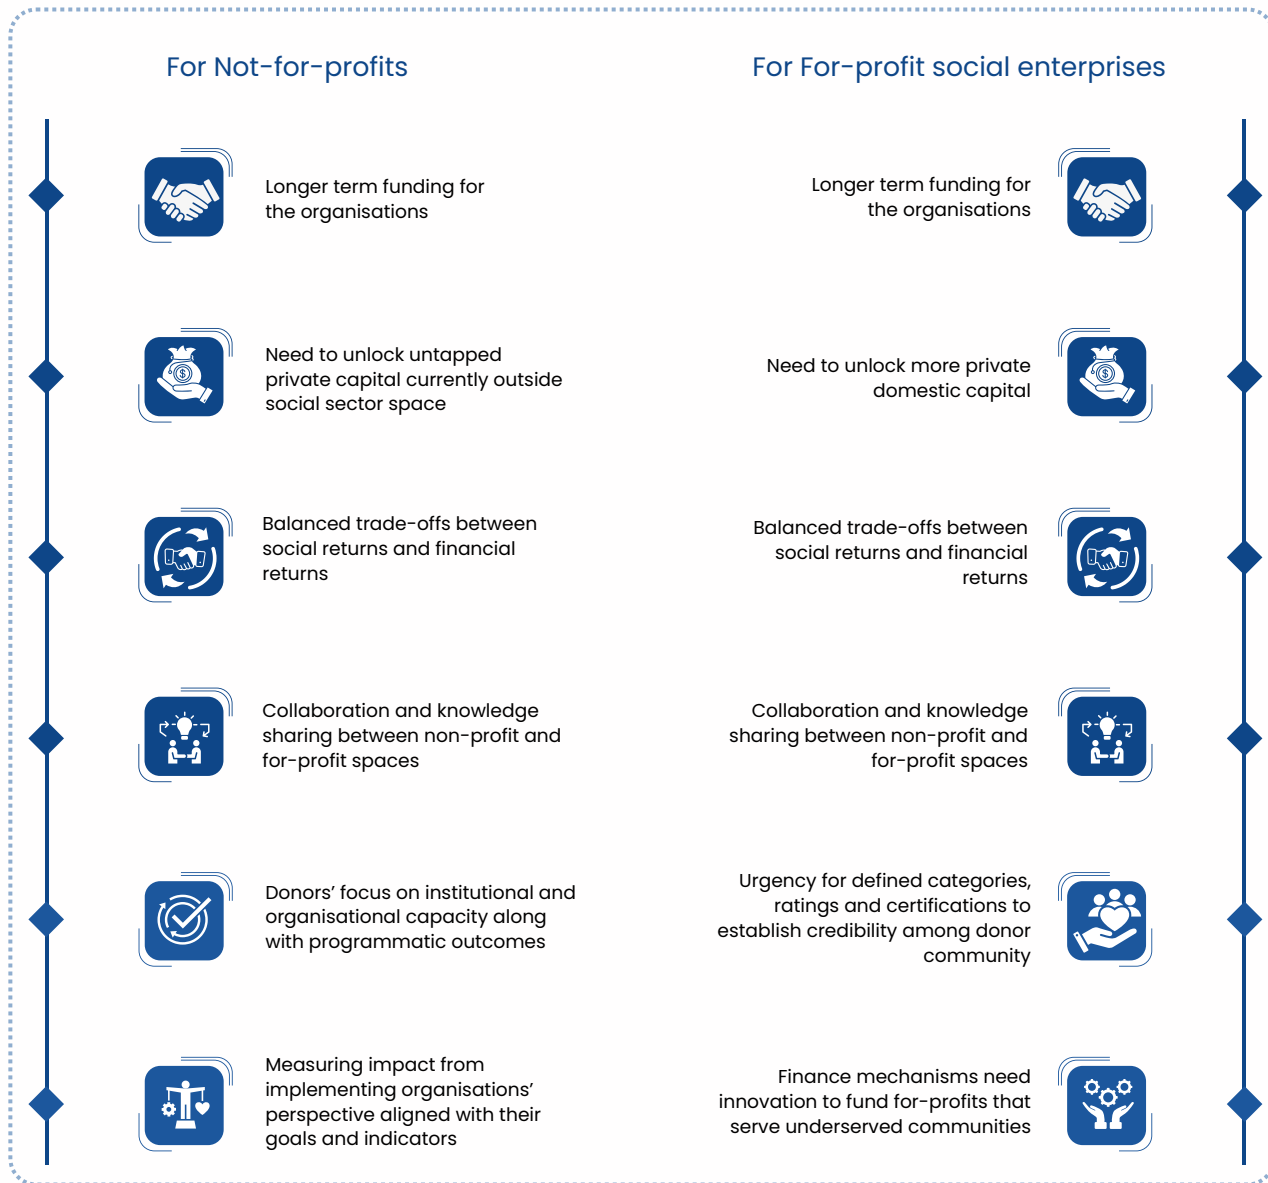 For Not-for-profits
Longer term funding for
the organisations
Need to unlock untapped
private capital currently outside
social sector space
Balanced trade-offs between
social returns and financial
returns
Collaboration and knowledge
sharing between non-profit and
for-profit spaces
Donors’ focus on institutional and
organisational capacity along
with programmatic outcomes
Measuring impact from
implementing organisations’
perspective aligned with their
goals and indicators
For For-profit social enterprises
Longer term funding for
the organisations
Need to unlock more private
domestic capital
Balanced trade-offs between
social returns and financial
returns
Collaboration and knowledge
sharing between non-profit and
for-profit spaces
Urgency for defined categories,
ratings and certifications to
establish credibility among donor
community
Finance mechanisms need
innovation to fund for-profits that
serve underserved communities